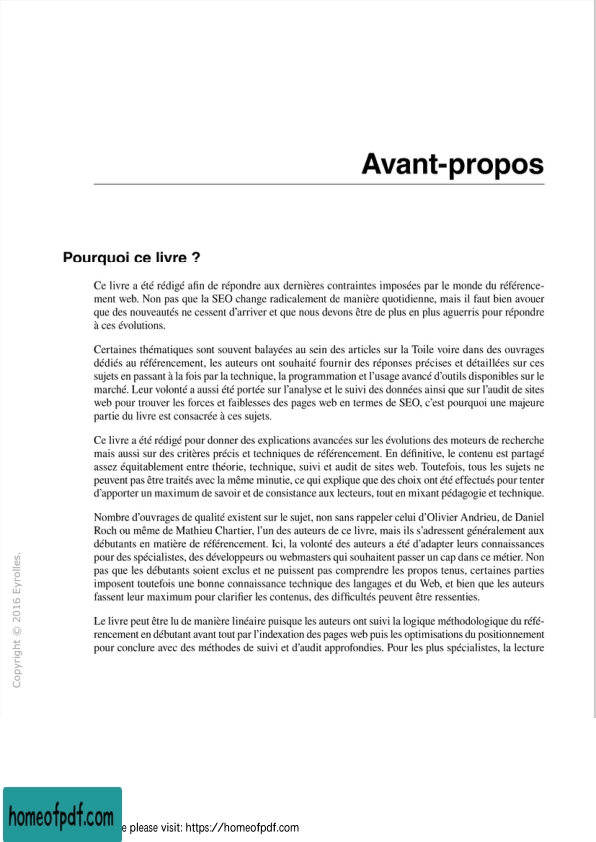 Avant-propos
Pourquoi ce livre ?
Ce livre a été rédigé afin de répondre aux dernières contraintes imposées par le monde du référence-
ment web. Non pas que la SEO change radicalement de manière quotidienne, mais il faut bien avouer
que des nouveautés ne cessent d’arriver et que nous devons être de plus en plus aguerris pour répondre
à ces évolutions.
Certaines thématiques sont souvent balayées au sein des articles sur la Toile voire dans des ouvrages
dédiés au référencement, les auteurs ont souhaité fournir des réponses précises et détaillées sur ces
sujets en passant à la fois par la technique, la programmation et l’usage avancé d’outils disponibles sur le
marché. Leur volonté a aussi été portée sur l’analyse et le suivi des données ainsi que sur l’audit de sites
web pour trouver les forces et faiblesses des pages web en termes de SEO, c’est pourquoi une majeure
partie du livre est consacrée à ces sujets.
Ce livre a été rédigé pour donner des explications avancées sur les évolutions des moteurs de recherche
mais aussi sur des critères précis et techniques de référencement. En définitive, le contenu est partagé
assez équitablement entre théorie, technique, suivi et audit de sites web. Toutefois, tous les sujets ne
peuvent pas être traités avec la même minutie, ce qui explique que des choix ont été effectués pour tenter
d’apporter un maximum de savoir et de consistance aux lecteurs, tout en mixant pédagogie et technique.
Nombre d’ouvrages de qualité existent sur le sujet, non sans rappeler celui d’Olivier Andrieu, de Daniel
Roch ou même de Mathieu Chartier, l’un des auteurs de ce livre, mais ils s’adressent généralement aux
débutants en matière de référencement. Ici, la volonté des auteurs a été d’adapter leurs connaissances
pour des spécialistes, des développeurs ou webmasters qui souhaitent passer un cap dans ce métier. Non
pas que les débutants soient exclus et ne puissent pas comprendre les propos tenus, certaines parties
imposent toutefois une bonne connaissance technique des langages et du Web, et bien que les auteurs
fassent leur maximum pour clarifier les contenus, des difficultés peuvent être ressenties.
Le livre peut être lu de manière linéaire puisque les auteurs ont suivi la logique méthodologique du réfé-
rencement en débutant avant tout par l’indexation des pages web puis les optimisations du positionnement
pour conclure avec des méthodes de suivi et d’audit approfondies. Pour les plus spécialistes, la lecture
Copyright © 2016 Eyrolles.
homeofpdf.com
e please visit: https://homeofpdf.com